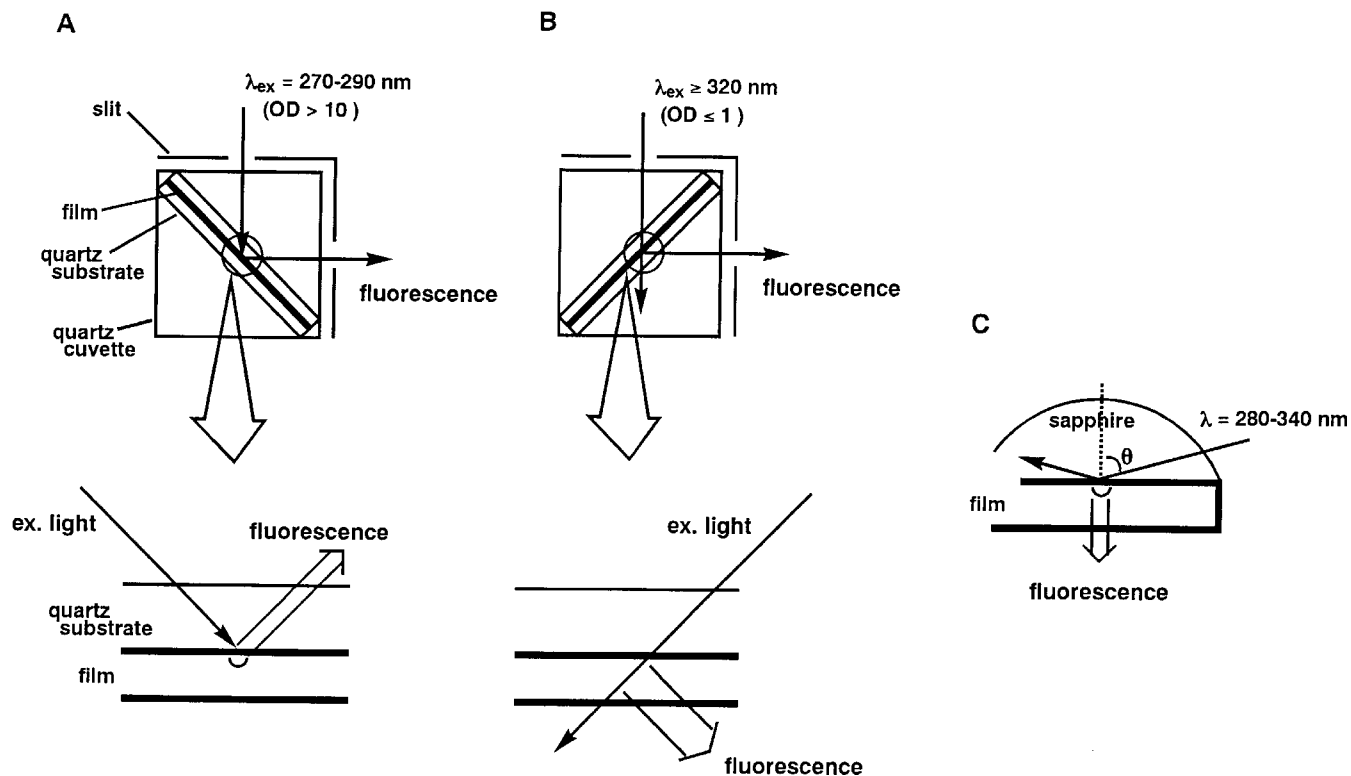 A
λex = 270-290 nm
(OD > 10 )
slit
film
quartz
substrate
quartz
cuvette
fluorescence
ex. light
fluorescence
quartz
substrate
film
B
λex ≥ 320 nm
(OD ≤ 1 )
fluorescence
ex. light
fluorescence
C
sapphire
λ = 280-340 nm
θ
film
fluorescence